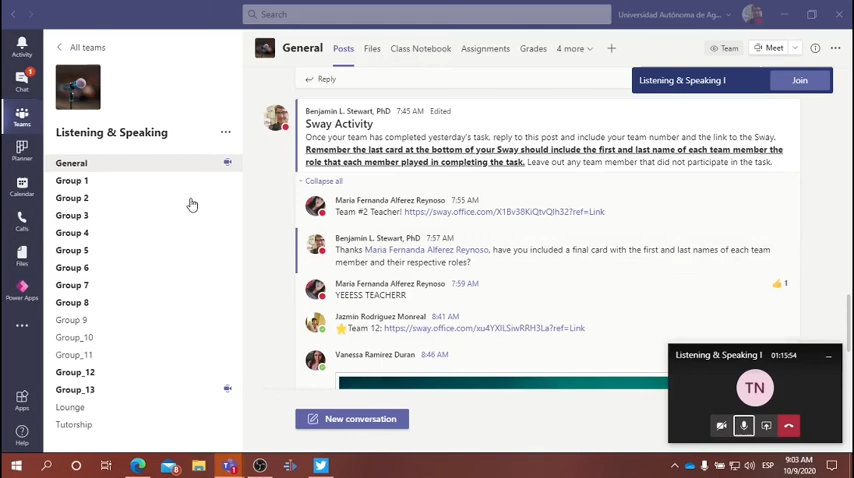 Search
Universidad Autónoma de Ag...
Activity
Chat
1
Teams
Planner
Calendar
Calls
Files
Power Apps
Apps
Help
All teams
Listening & Speaking
General
Group 1
Group 2
Group 3
Group 4
Group 5
Group 6
Group 7
Group 8
Group 9
Group_10
Group_11
Group_12
Group_13
Lounge
Tutorship
General Posts Files Class Notebook Assignments Grades 4 more
Team
Meet
Listening & Speaking I
Join
Reply
Benjamin L. Stewart, PhD 7:45 AM Edited
Sway Activity
Once your team has completed yesterday's task, reply to this post and include your team number and the link to the Sway.
Remember the last card at the bottom of your Sway should include the first and last name of each team member the
role that each member played in completing the task. Leave out any team member that did not participate in the task.
Collapse all
Maria Fernanda Alferez Reynoso 7:55 AM
Team #2 Teacher! https://sway.office.com/X1Bv38KiQtvQIh32?ref=Link
Benjamin L. Stewart, PhD 7:57 AM
Thanks Maria Fernanda Alferez Reynoso, have you included a final card with the first and last names of each team
member and their respective roles?
Maria Fernanda Alferez Reynoso 7:59 AM
1
YEEESS TEACHERR
Jazmin Rodriguez Monreal 8:41 AM
Team 12: https://sway.office.com/xu4YXlLSiwRRH3La?ref=Link
Vanessa Ramirez Duran 8:46 AM
New conversation
Listening & Speaking I 01:15:54
TN
ESP
9:03 AM
10/9/2020